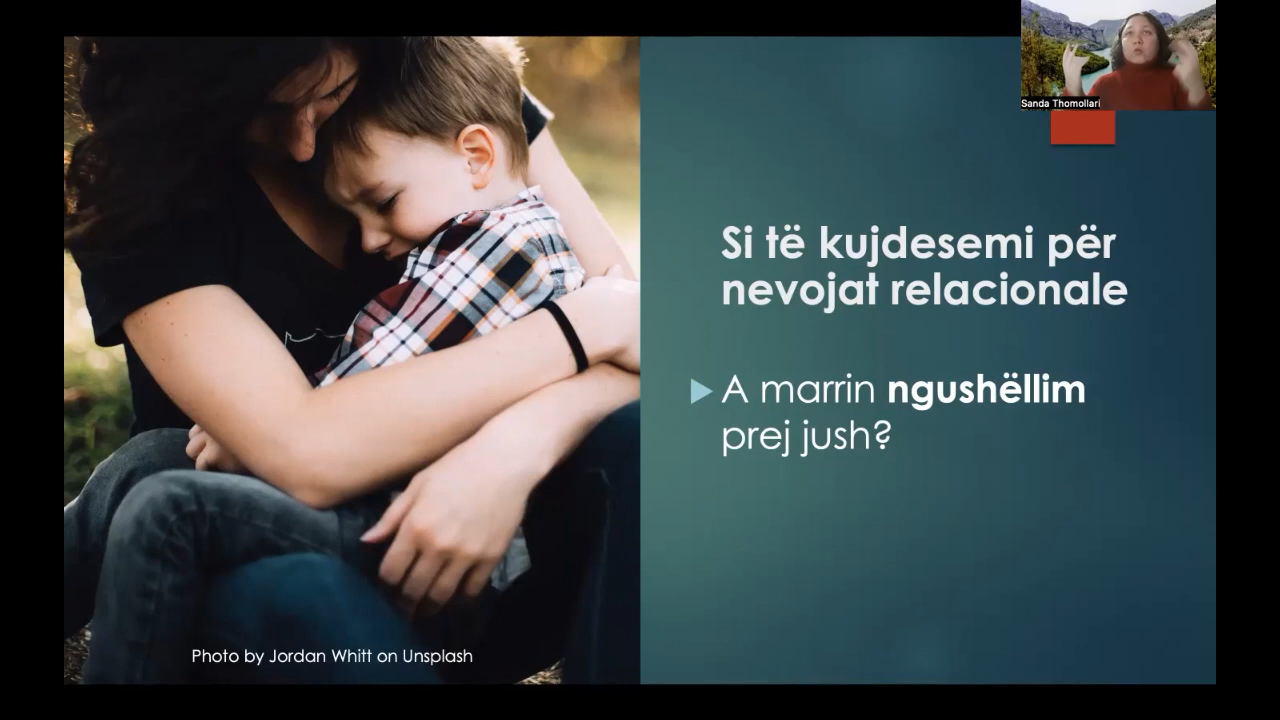 Sanda Thomollari
Si të kujdesemi për
nevojat relacionale
A marrin ngushëllim
prej jush?
Photo by Jordan Whitt on Unsplash